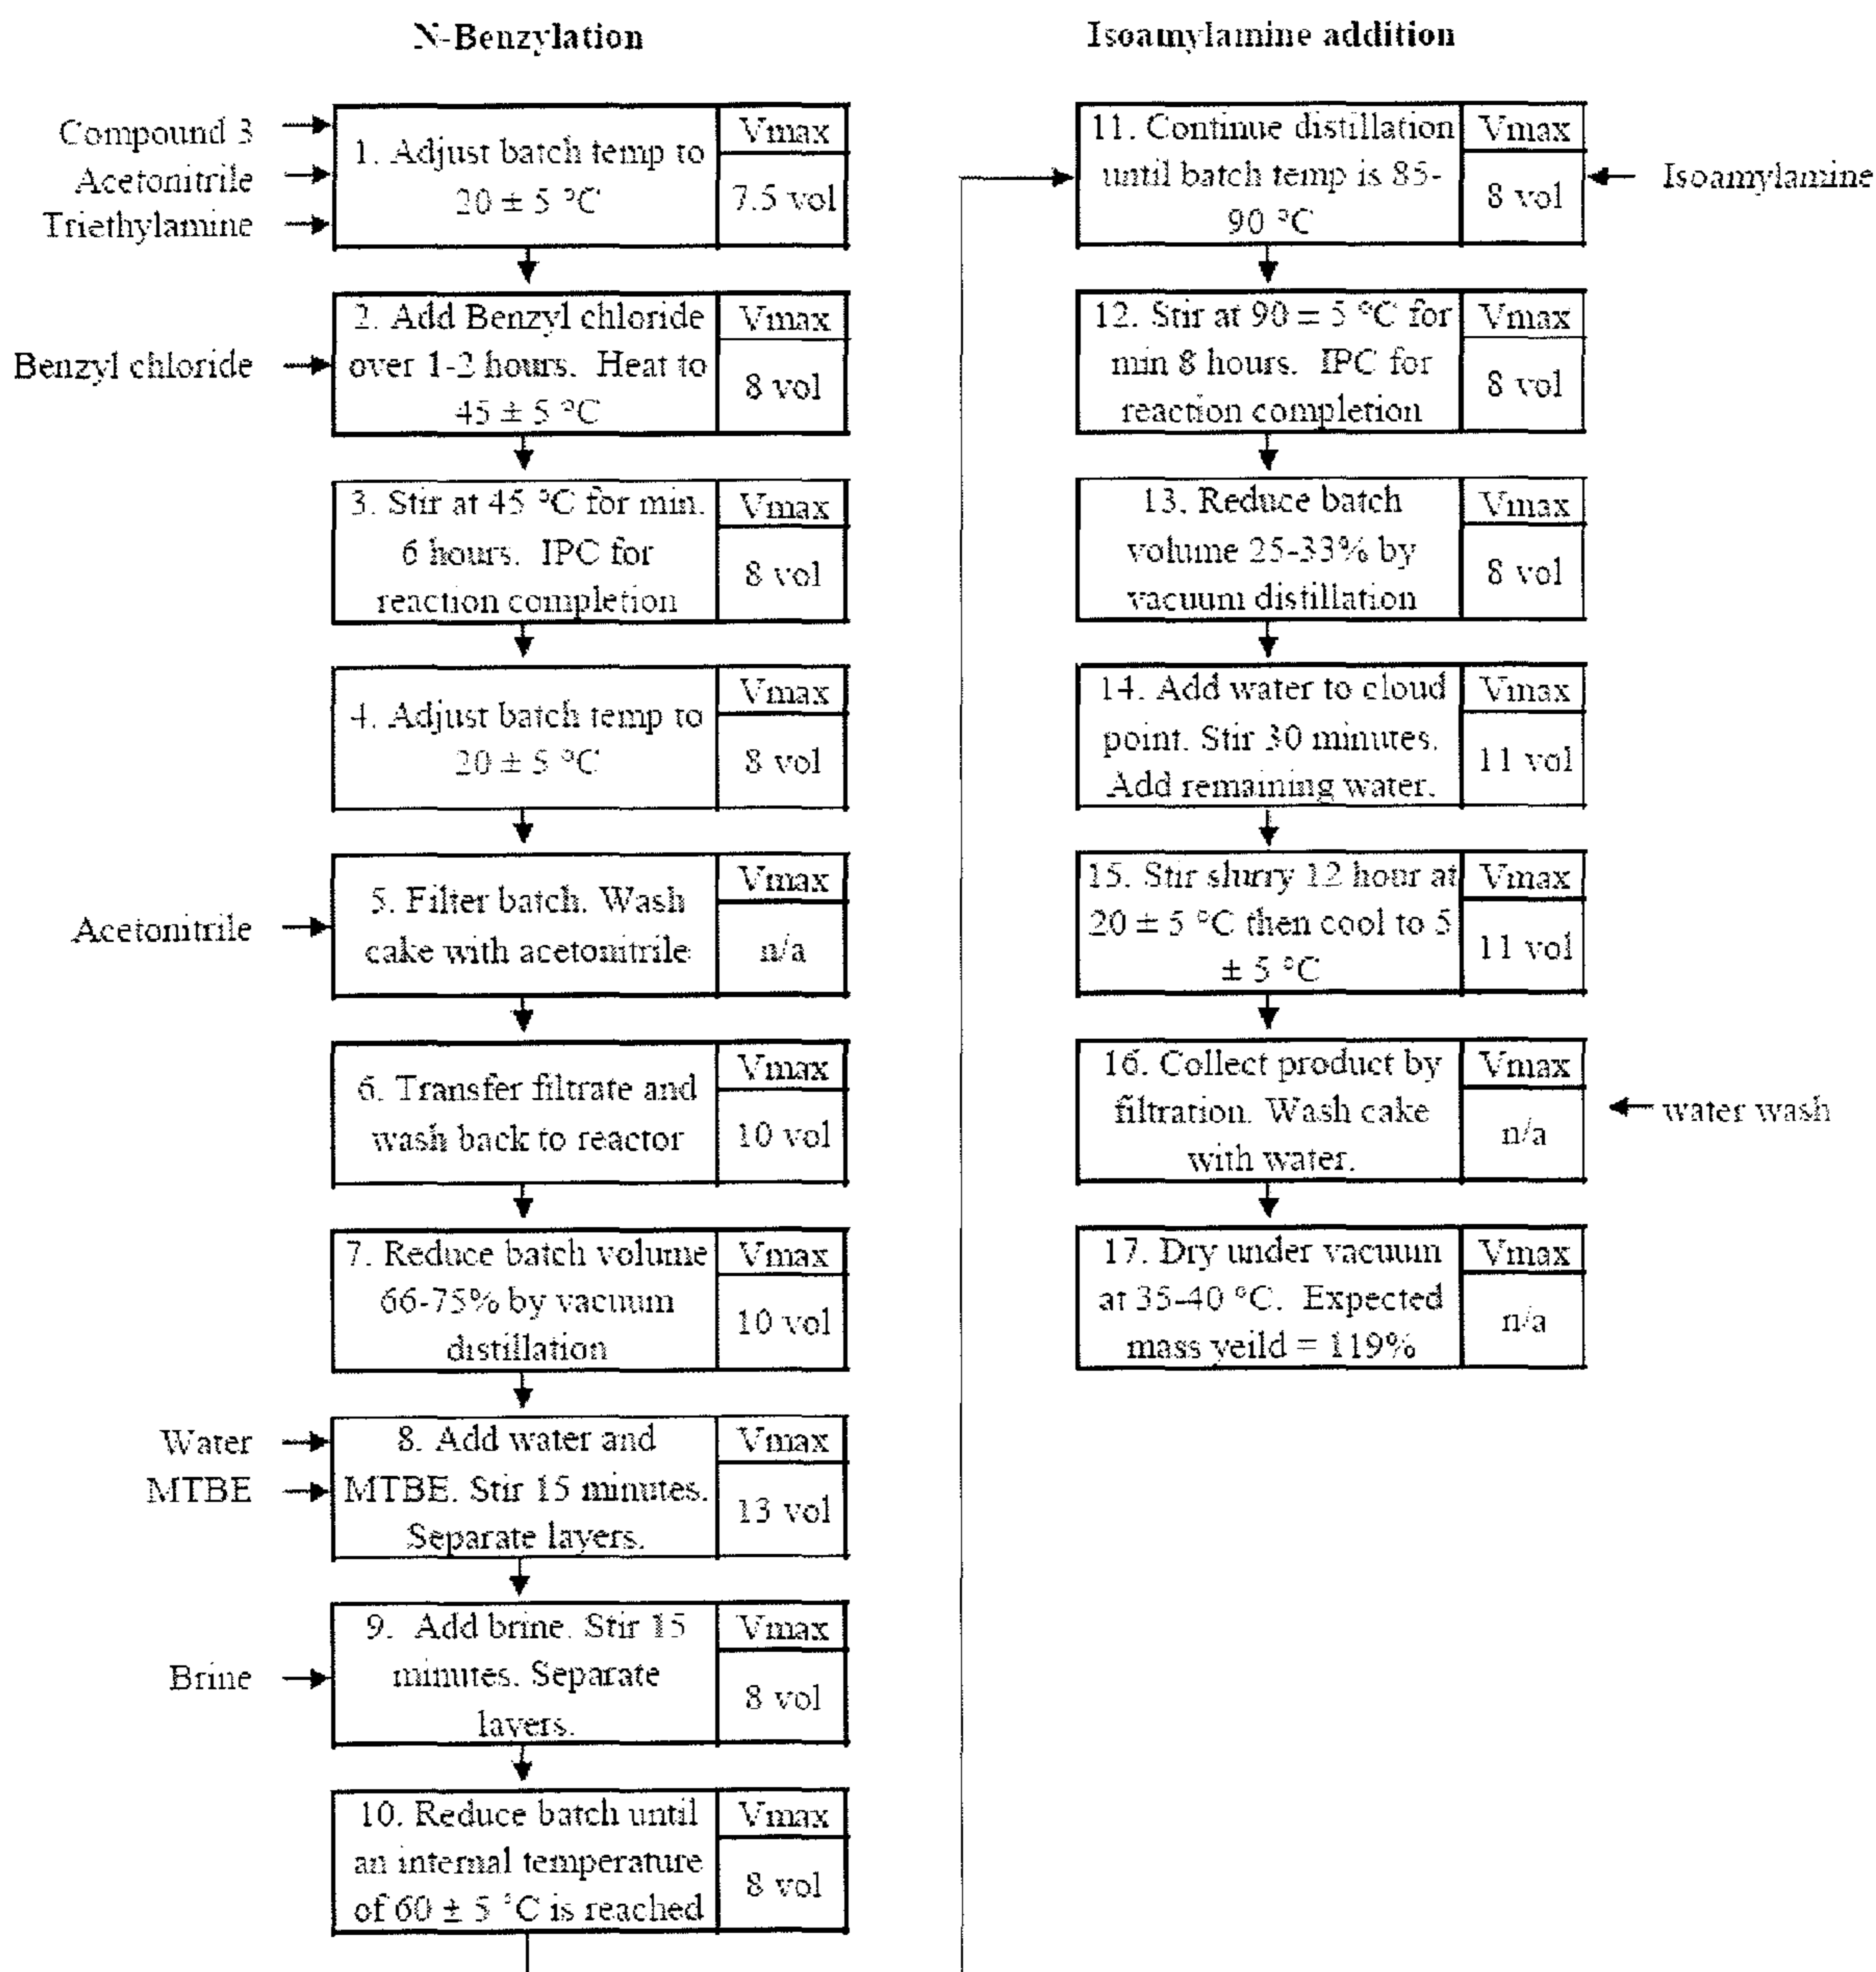 N-Benzylation
Compound 3
Acetonitrile
Triethylamine
1. Adjust batch temp to
20 ± 5 °C
Vmax
7.5 vol
Benzyl chloride
2. Add Benzyl chloride
over 1-2 hours. Heat to
45 ± 5 °C
Vmax
8 vol
3. Stir at 45 °C for min.
6 hours. IPC for
reaction completion
Vmax
8 vol
4. Adjust batch temp to
20 ± 5 °C
Vmax
8 vol
Acetonitrile
5. Filter batch. Wash
cake with acetonitrile
Vmax
n/a
6. Transfer filtrate and
wash back to reactor
Vmax
10 vol
7. Reduce batch volume
66-75% by vacuum
distillation
Vmax
10 vol
Water
MTBE
8. Add water and
MTBE. Stir 15 minutes.
Separate layers.
Vmax
13 vol
Brine
9. Add brine. Stir 15
minutes. Separate
layers.
Vmax
8 vol
10. Reduce batch until
an internal temperature
of 60 ± 5 °C is reached
Vmax
8 vol
Isoamylamine addition
11. Continue distillation
until batch temp is 85-
90 °C
Vmax
8 vol
Isoamylamine
12. Stir at 90 = 5 °C for
min 8 hours. IPC for
reaction completion
Vmax
8 vol
13. Reduce batch
volume 25-33% by
vacuum distillation
Vmax
8 vol
14. Add water to cloud
point. Stir 30 minutes.
Add remaining water.
Vmax
11 vol
15. Stir slurry 12 hour at
20 ± 5 °C then cool to 5
± 5 °C
Vmax
11 vol
16. Collect product by
filtration. Wash cake
with water.
Vmax
n/a
water wash
17. Dry under vacuum
at 35-40 °C. Expected
mass yeild = 119%
Vmax
n/a